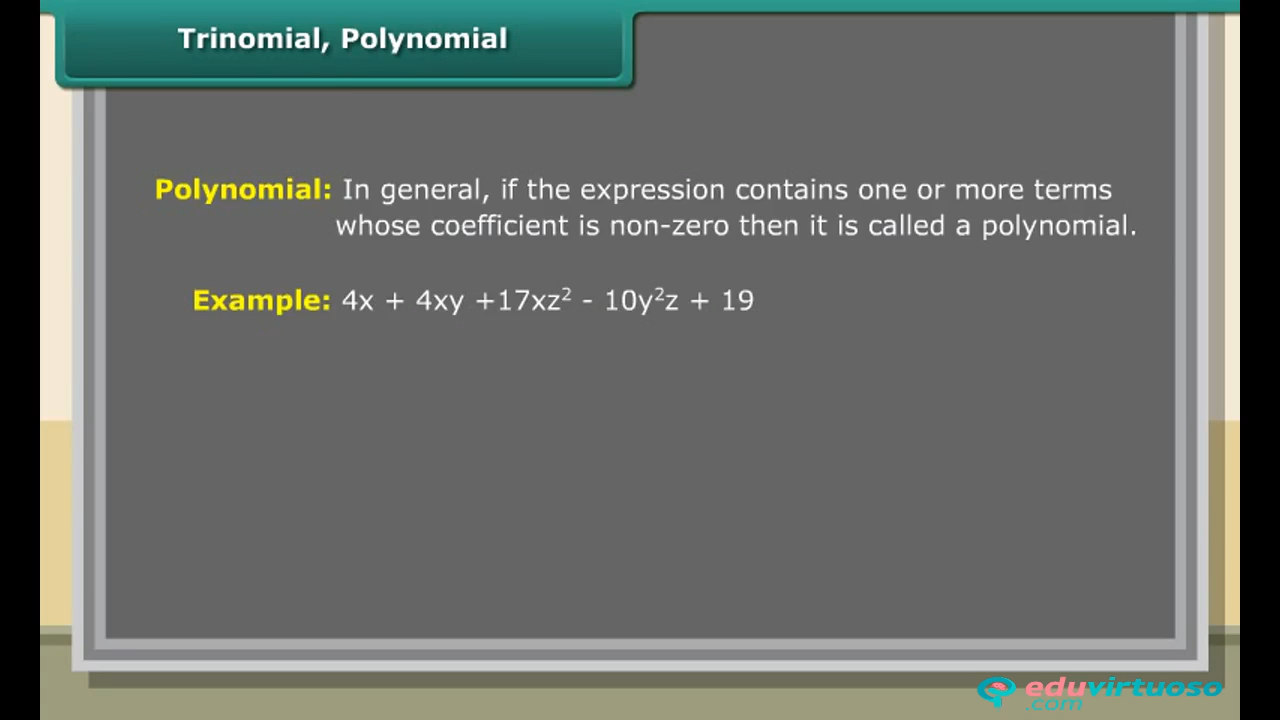 Trinomial, Polynomial
Polynomial: In general, if the expression contains one or more terms
whose coefficient is non-zero then it is called a polynomial.
Example: 4x + 4xy +17xz² - 10y²z + 19
eduvirtuoso
.com